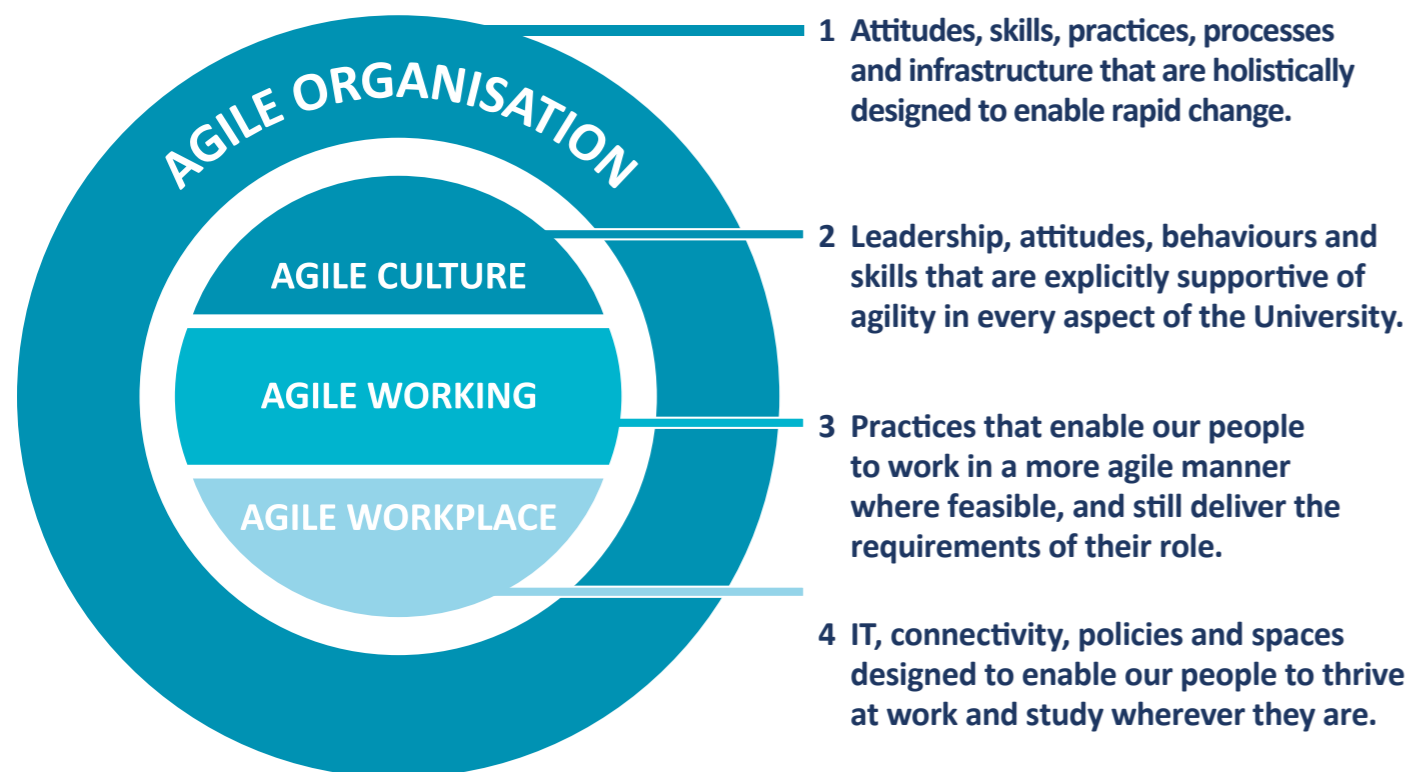 AGILE ORGANISATION
AGILE CULTURE
AGILE WORKING
AGILE WORKPLACE
1 Attitudes, skills, practices, processes
and infrastructure that are holistically
designed to enable rapid change.
2 Leadership, attitudes, behaviours and
skills that are explicitly supportive of
agility in every aspect of the University.
3 Practices that enable our people
to work in a more agile manner
where feasible, and still deliver the
requirements of their role.
4 IT, connectivity, policies and spaces
designed to enable our people to thrive
at work and study wherever they are.